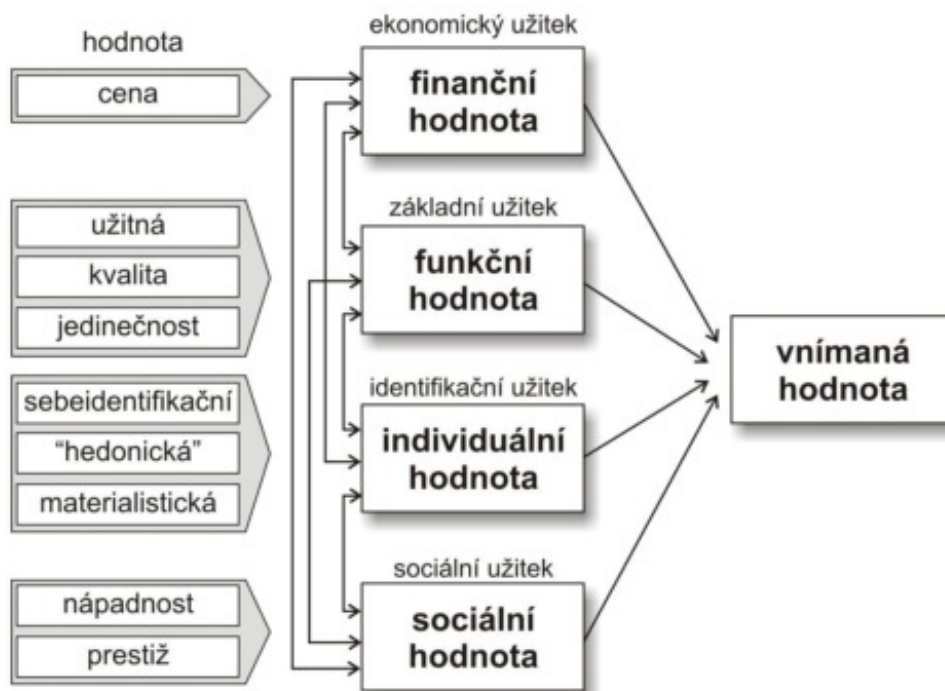 hodnota
cena
užitná
kvalita
jedinečnost
sebeidentifikační
“hedonická”
materialistická
nápadnost
prestiž
ekonomický užitek
finanční
hodnota
základní užitek
funkční
hodnota
identifikační užitek
individuální
hodnota
sociální užitek
sociální
hodnota
vnímaná
hodnota